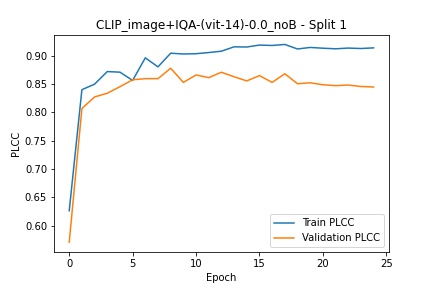 CLIP_image+IQA-(vit-14)-0.0_noB - Split 1
0.90
0.85
0.80
0.75
0.70
0.65
0.60
PLCC
Train PLCC
Validation PLCC
0 5 10 15 20 25
Epoch